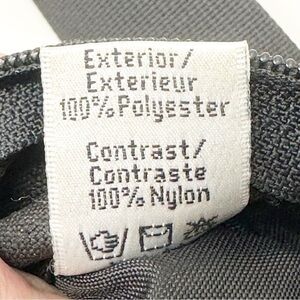 Exterior/
Exterieur
100% Polyester
Contrast/
Contraste
100% Nylon